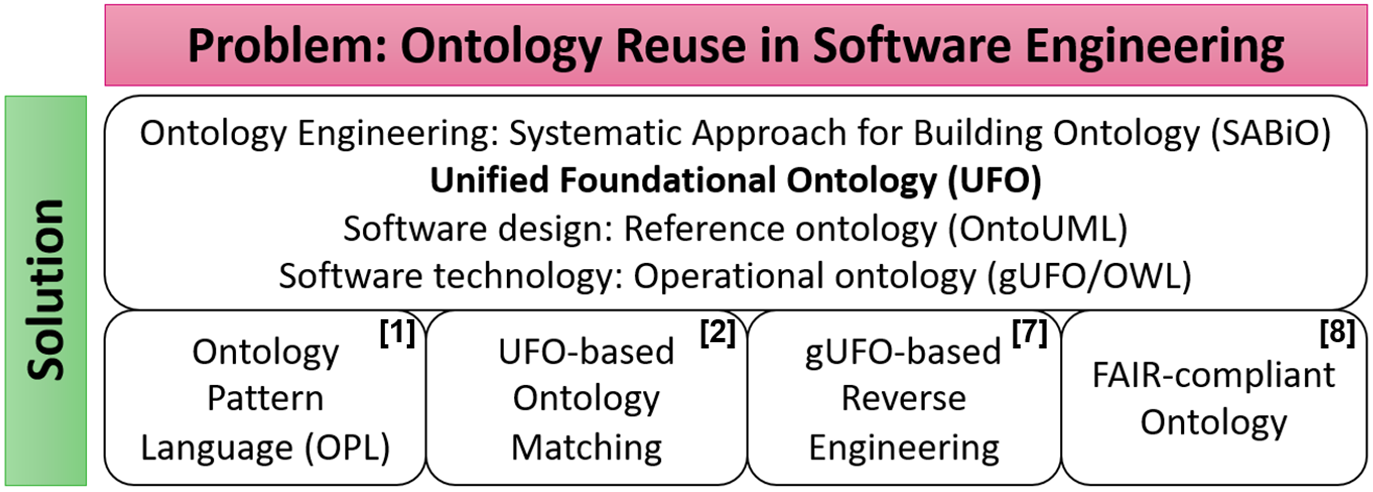 Problem: Ontology Reuse in Software Engineering
Solution
Ontology Engineering: Systematic Approach for Building Ontology (SABiO)
Unified Foundational Ontology (UFO)
Software design: Reference ontology (OntoUML)
Software technology: Operational ontology (gUFO/OWL)
[1]
Ontology
Pattern
Language (OPL)
[2]
UFO-based
Ontology
Matching
[7]
gUFO-based
Reverse
Engineering
[8]
FAIR-compliant
Ontology